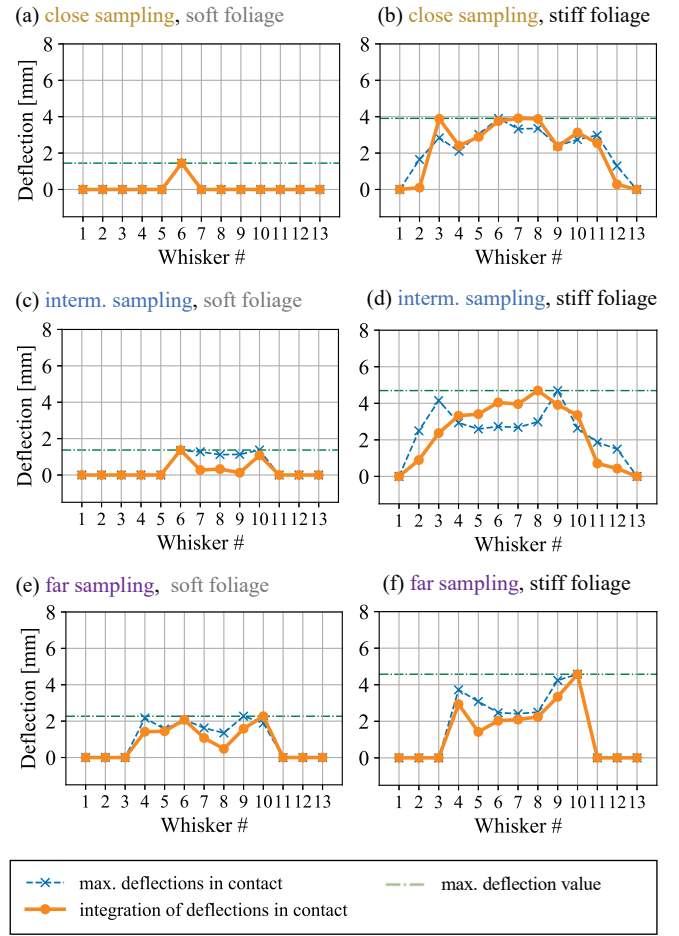 (a) close sampling, soft foliage
8
6
4
2
0
Deflection [mm]
1 2 3 4 5 6 7 8 9 10 11 12 13
Whisker #
(b) close sampling, stiff foliage
8
6
4
2
0
1 2 3 4 5 6 7 8 9 10 11 12 13
Whisker #
(c) interm. sampling, soft foliage
8
6
4
2
0
Deflection [mm]
1 2 3 4 5 6 7 8 9 10 11 12 13
Whisker #
(d) interm. sampling, stiff foliage
8
6
4
2
0
1 2 3 4 5 6 7 8 9 10 11 12 13
Whisker #
(e) far sampling, soft foliage
8
6
4
2
0
Deflection [mm]
1 2 3 4 5 6 7 8 9 10 11 12 13
Whisker #
(f) far sampling, stiff foliage
8
6
4
2
0
1 2 3 4 5 6 7 8 9 10 11 12 13
Whisker #
max. deflections in contact
max. deflection value
integration of deflections in contact